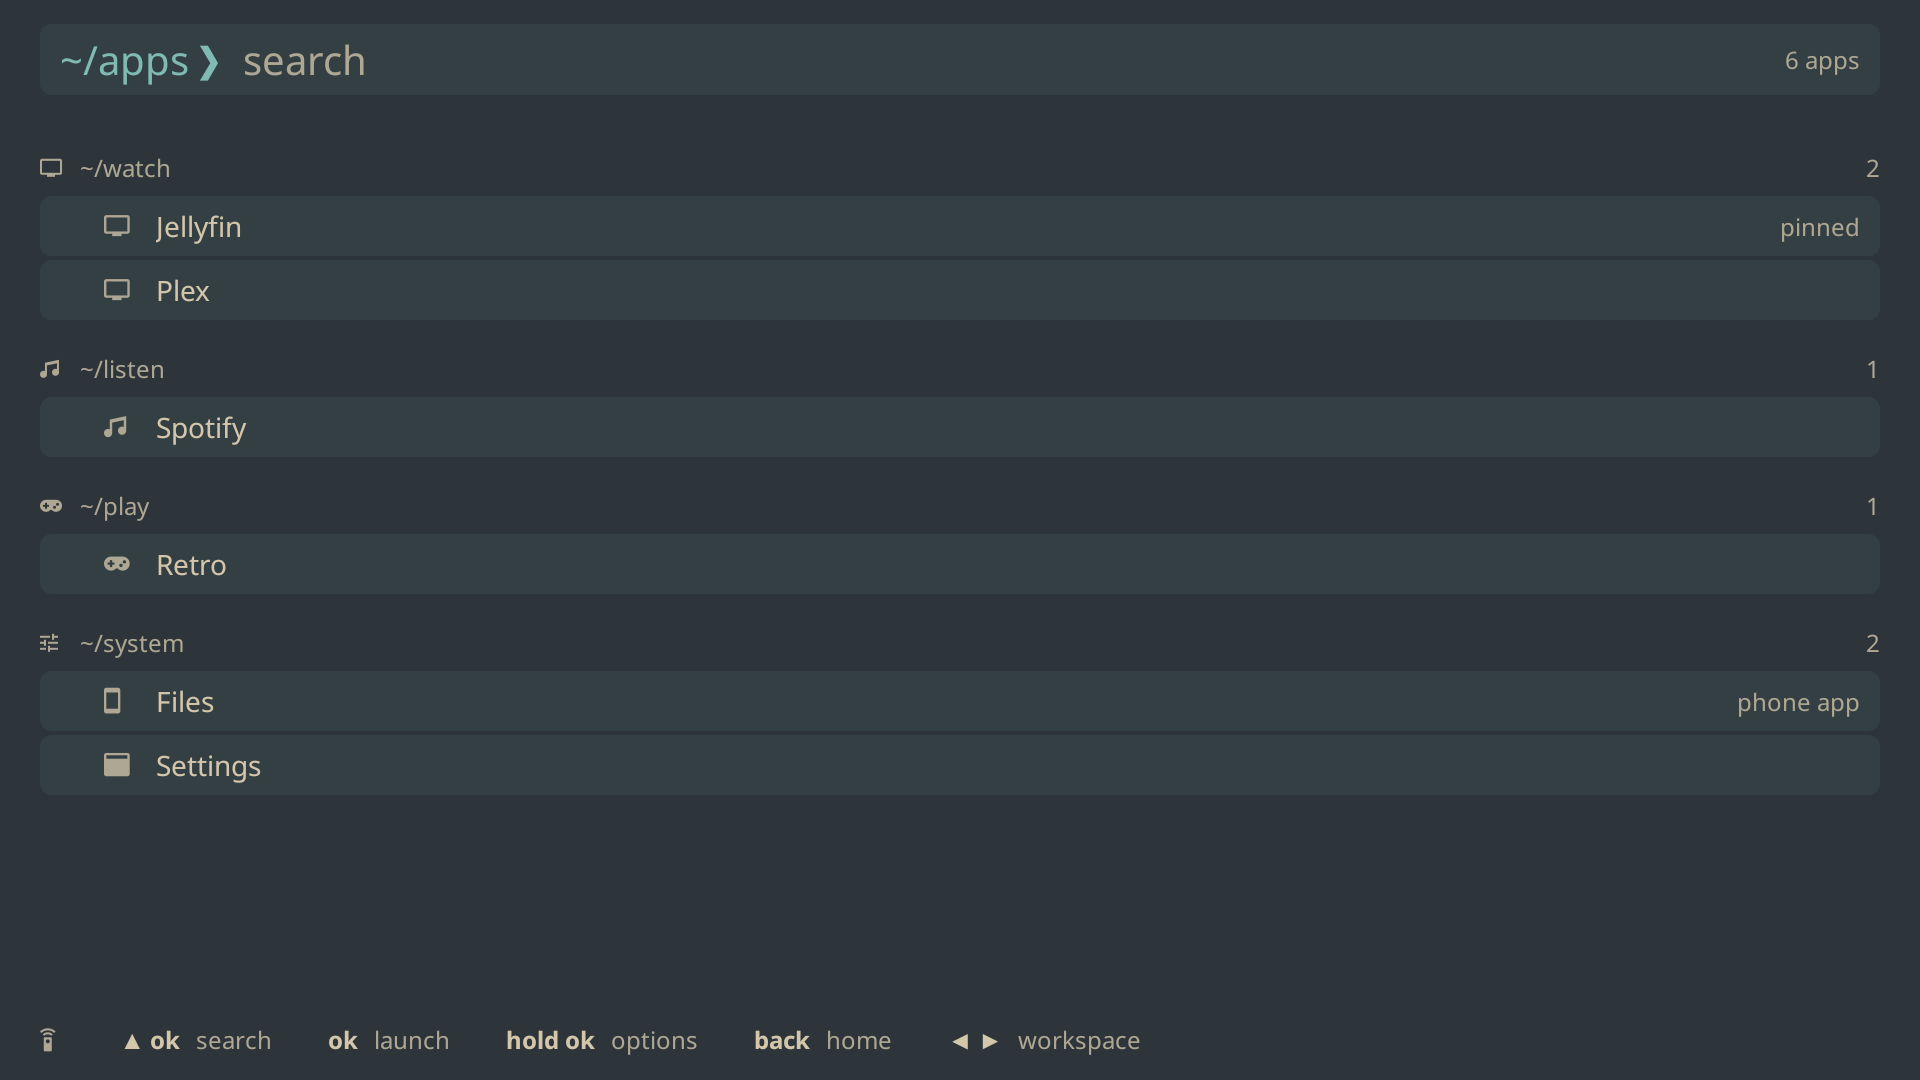 ~/apps❯ search 6 apps
~/watch 2
Jellyfin pinned
Plex
~/listen 1
Spotify
~/play 1
Retro
~/system 2
Files phone app
Settings
▲ ok search ok launch hold ok options back home ◀ ▶ workspace